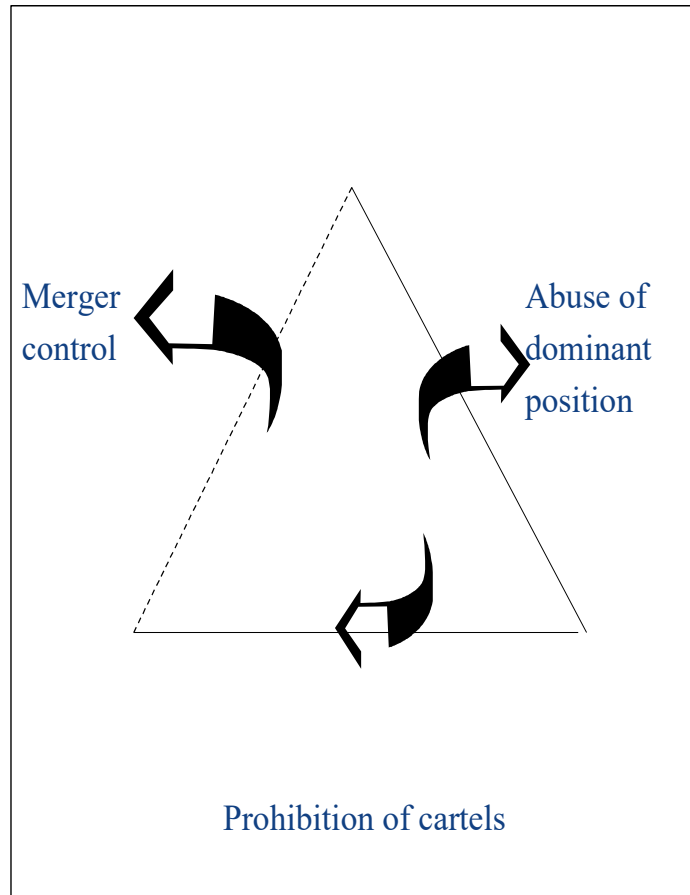 Merger
control
Abuse of
dominant
position
Prohibition of cartels